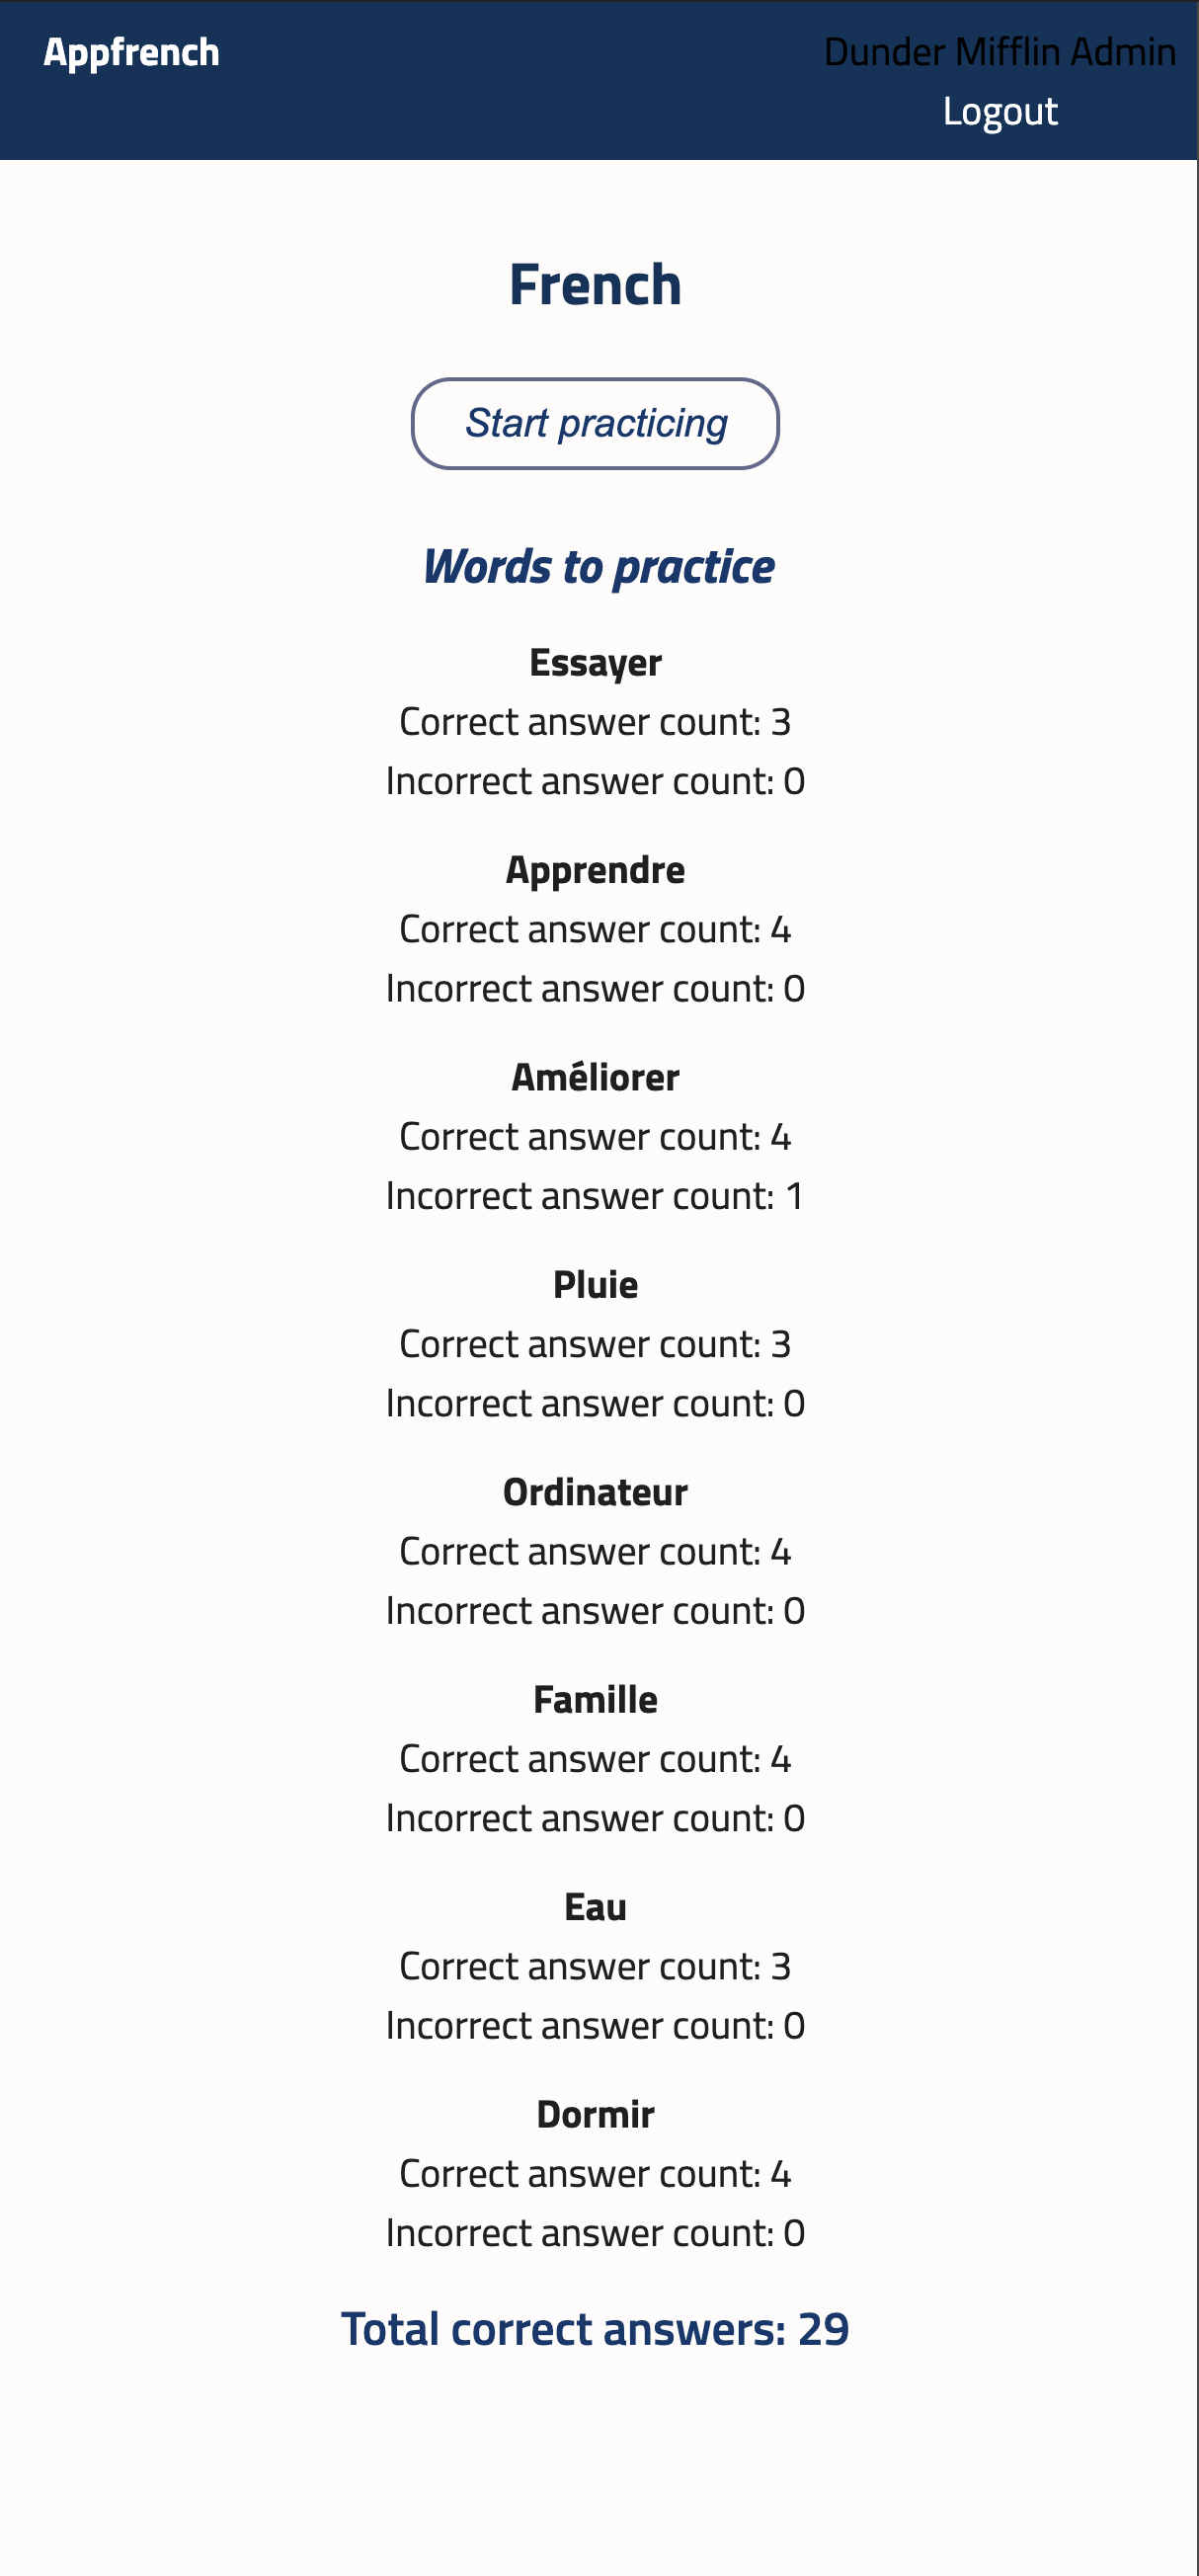 Appfrench
Dunder Mifflin Admin
Logout
French
Start practicing
Words to practice
Essayer
Correct answer count: 3
Incorrect answer count: 0
Apprendre
Correct answer count: 4
Incorrect answer count: 0
Améliorer
Correct answer count: 4
Incorrect answer count: 1
Pluie
Correct answer count: 3
Incorrect answer count: 0
Ordinateur
Correct answer count: 4
Incorrect answer count: 0
Famille
Correct answer count: 4
Incorrect answer count: 0
Eau
Correct answer count: 3
Incorrect answer count: 0
Dormir
Correct answer count: 4
Incorrect answer count: 0
Total correct answers: 29